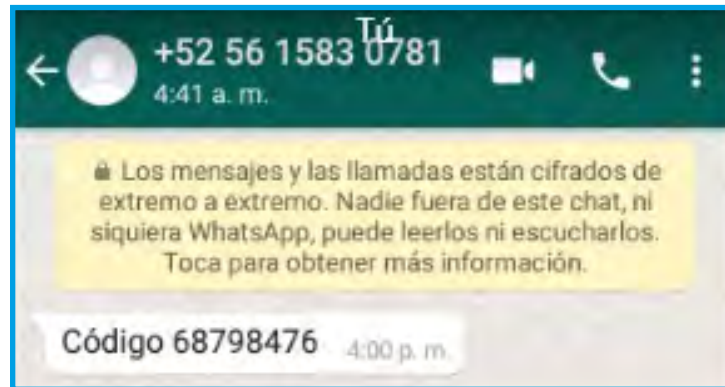 Tú
+52 56 1583 0781
4:41 a. m.
Los mensajes y las llamadas están cifrados de
extremo a extremo. Nadie fuera de este chat, ni
siquiera WhatsApp, puede leerlos ni escucharlos.
Toca para obtener más información.
Código 68798476 4:00 p. m.